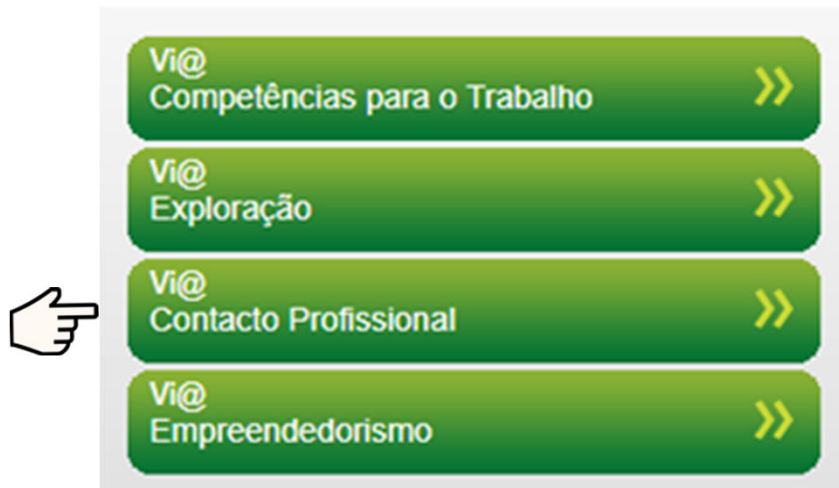 Vi@
Competências para o Trabalho
Vi@
Exploração
Vi@
Contacto Profissional
Vi@
Empreendedorismo